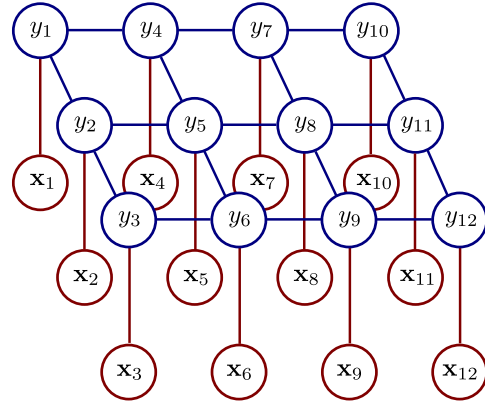 y₁ y₄ y₇ y₁₀
y₂ y₅ y₈ y₁₁
𝐱₁ 𝐱₄ 𝐱₇ 𝐱₁₀
y₃ y₆ y₉ y₁₂
𝐱₂ 𝐱₅ 𝐱₈ 𝐱₁₁
𝐱₃ 𝐱₆ 𝐱₉ 𝐱₁₂